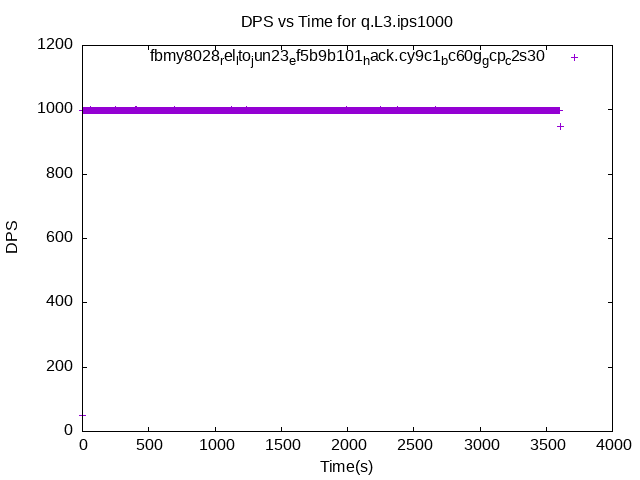 DPS vs Time for q.L3.ips1000
1200
fbmy8028rel_ltojun23ef5b9b101hack.cy9c1bc60ggcpc2s30
1000
800
DPS
600
400
200
0
0 500 1000 1500 2000 2500 3000 3500 4000
Time(s)